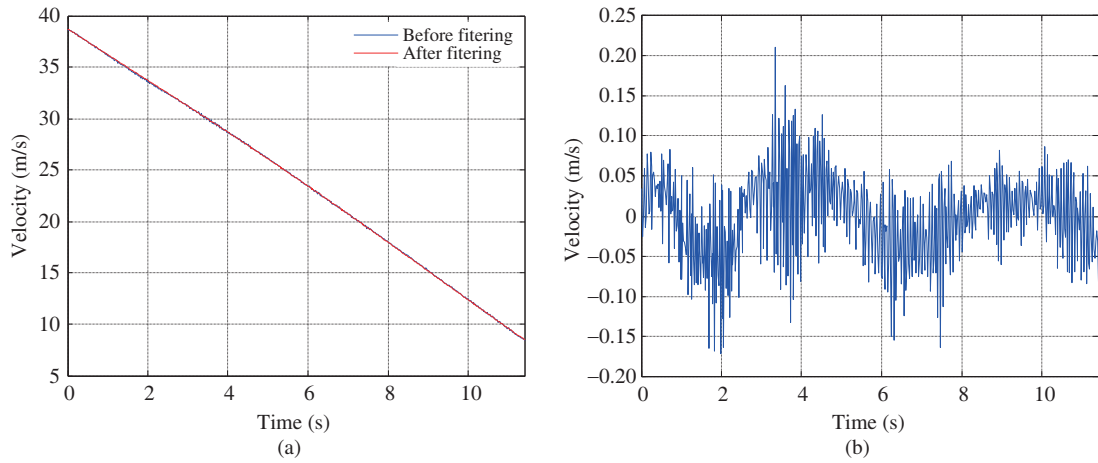 40
35
30
25
20
15
10
5
Velocity (m/s)
Before fitering
After fitering
0 2 4 6 8 10
Time (s)
(a)
0.25
0.20
0.15
0.10
0.05
0
−0.05
−0.10
−0.15
−0.20
Velocity (m/s)
0 2 4 6 8 10
Time (s)
(b)